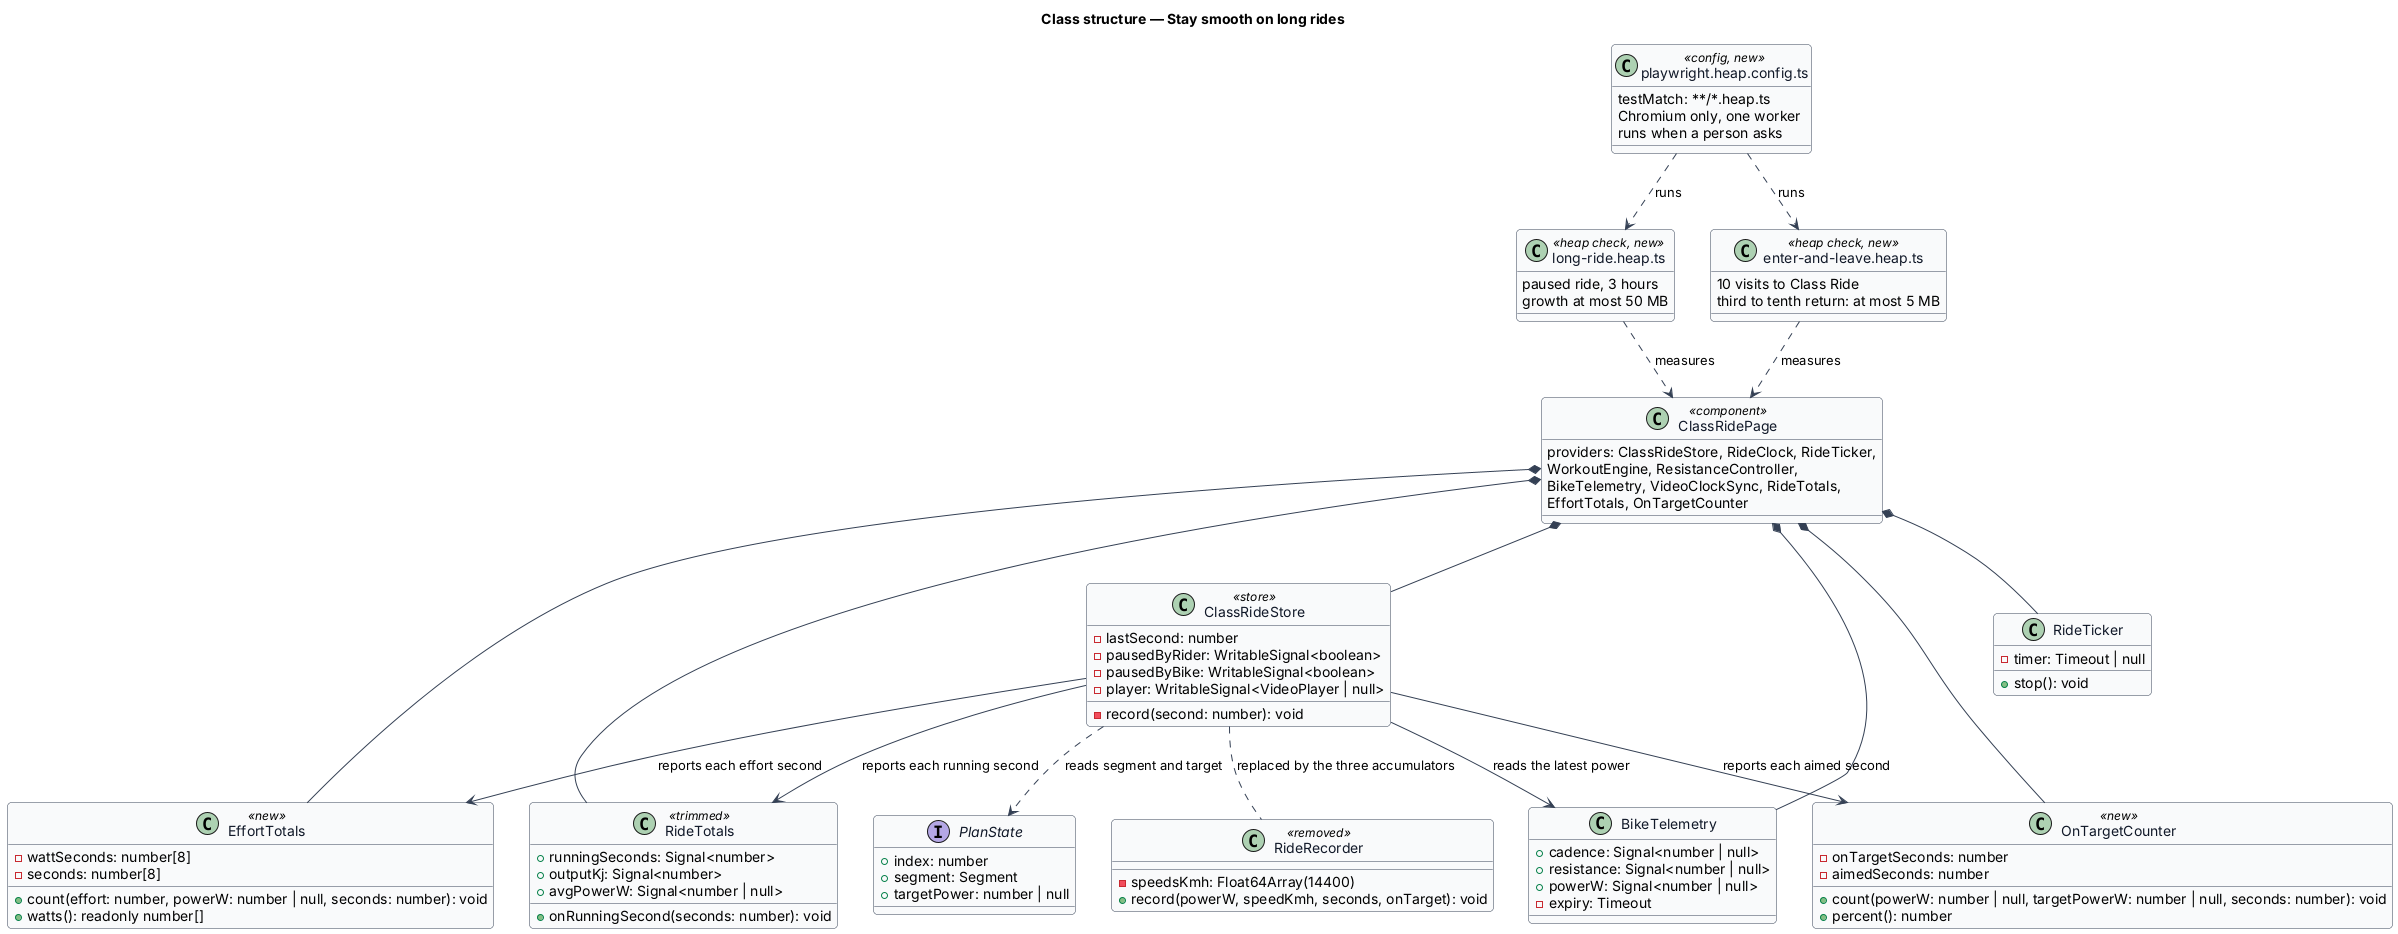 Class structure — Stay smooth on long rides
C
«config, new»
playwright.heap.config.ts
testMatch: **/*.heap.ts
Chromium only, one worker
runs when a person asks
runs
runs
C
«heap check, new»
long-ride.heap.ts
paused ride, 3 hours
growth at most 50 MB
C
«heap check, new»
enter-and-leave.heap.ts
10 visits to Class Ride
third to tenth return: at most 5 MB
measures
measures
C
«component»
ClassRidePage
providers: ClassRideStore, RideClock, RideTicker,
WorkoutEngine, ResistanceController,
BikeTelemetry, VideoClockSync, RideTotals,
EffortTotals, OnTargetCounter
C
«store»
ClassRideStore
lastSecond: number
pausedByRider: WritableSignal<boolean>
pausedByBike: WritableSignal<boolean>
player: WritableSignal<VideoPlayer | null>
record(second: number): void
C
RideTicker
timer: Timeout | null
stop(): void
reports each effort second
reports each running second
reads segment and target
replaced by the three accumulators
reads the latest power
reports each aimed second
C
«new»
EffortTotals
wattSeconds: number[8]
seconds: number[8]
count(effort: number, powerW: number | null, seconds: number): void
watts(): readonly number[]
C
«trimmed»
RideTotals
runningSeconds: Signal<number>
outputKj: Signal<number>
avgPowerW: Signal<number | null>
onRunningSecond(seconds: number): void
I
PlanState
index: number
segment: Segment
targetPower: number | null
C
«removed»
RideRecorder
speedsKmh: Float64Array(14400)
record(powerW, speedKmh, seconds, onTarget): void
C
BikeTelemetry
cadence: Signal<number | null>
resistance: Signal<number | null>
powerW: Signal<number | null>
expiry: Timeout
C
«new»
OnTargetCounter
onTargetSeconds: number
aimedSeconds: number
count(powerW: number | null, targetPowerW: number | null, seconds: number): void
percent(): number